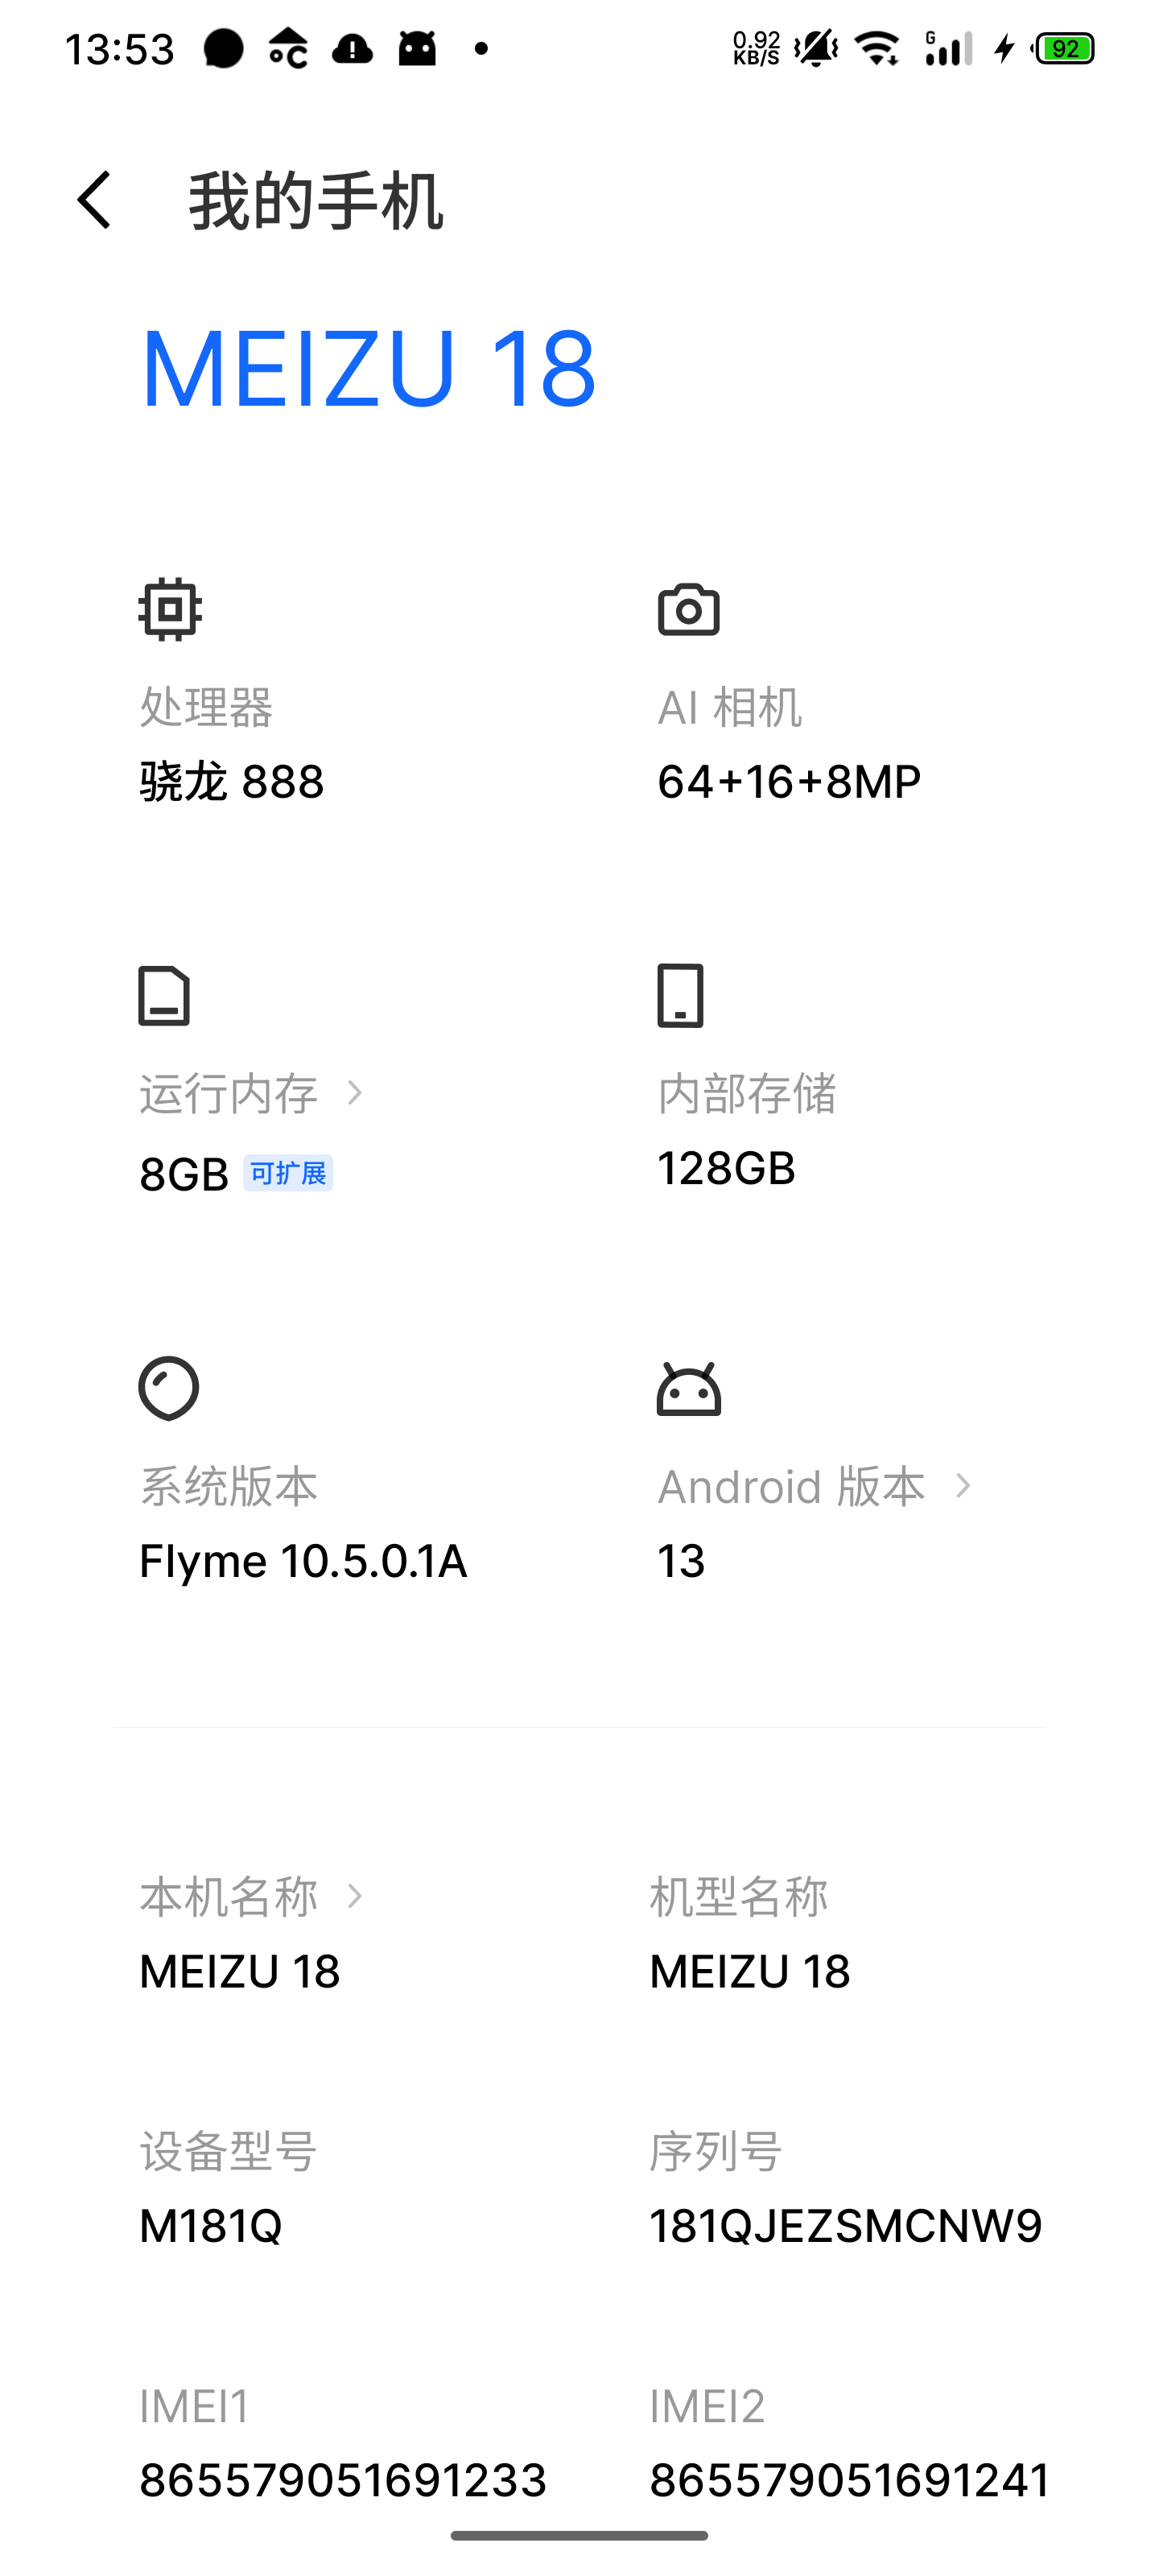 13:53
0.92
KB/S
G
92
我的手机
MEIZU 18
处理器
AI 相机
骁龙 888
64+16+8MP
运行内存
内部存储
8GB 可扩展
128GB
系统版本
Android 版本
Flyme 10.5.0.1A
13
本机名称
机型名称
MEIZU 18
MEIZU 18
设备型号
序列号
M181Q
181QJEZSMCNW9
IMEI1
IMEI2
865579051691233
865579051691241